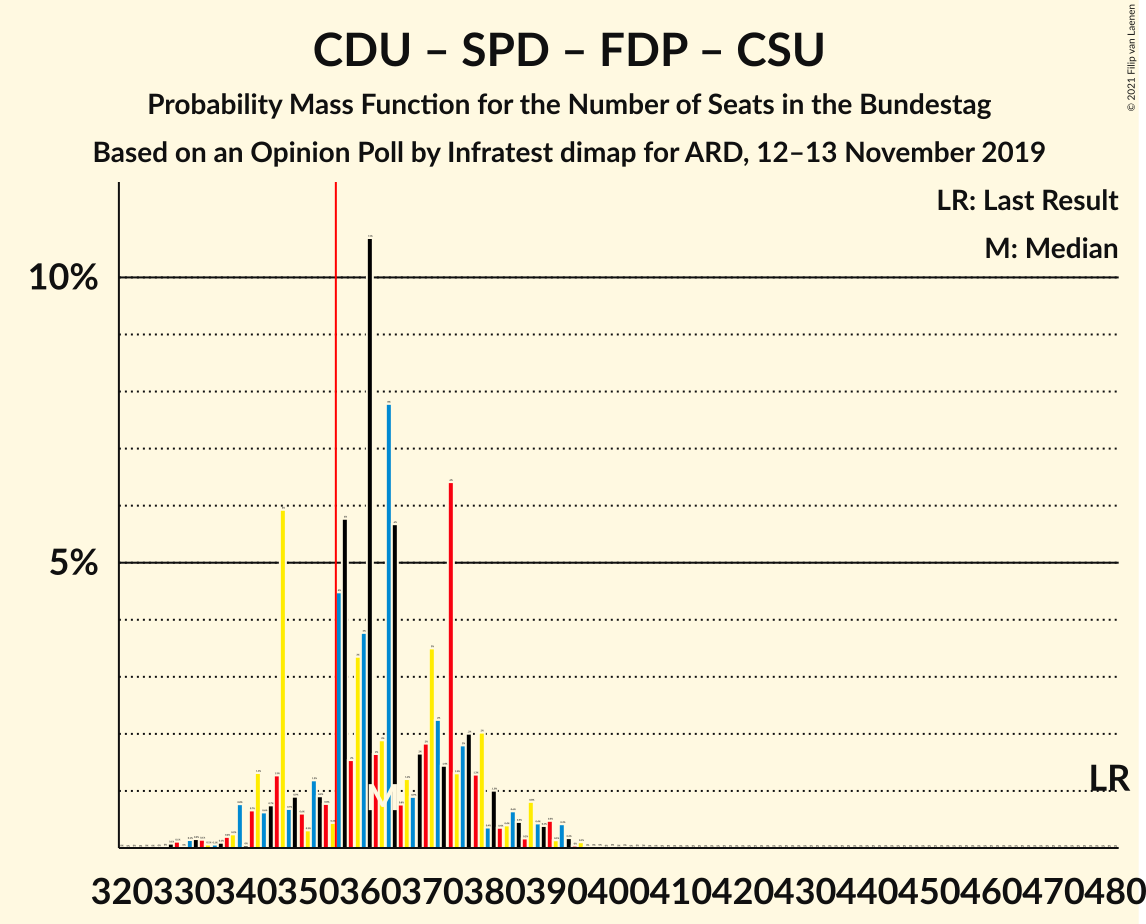 CDU – SPD – FDP – CSU
Probability Mass Function for the Number of Seats in the Bundestag
Based on an Opinion Poll by Infratest dimap for ARD, 12–13 November 2019
© 2021 Filip van Laenen
LR: Last Result
M: Median
10%
5%
M
LR
320 330 340 350 360 370 380 390 400 410 420 430 440 450 460 470 480